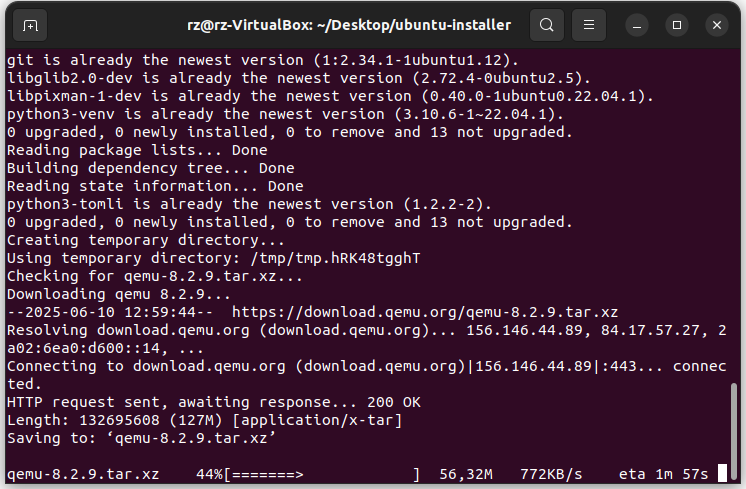 rz@rz-VirtualBox: ~/Desktop/ubuntu-installer
git is already the newest version (1:2.34.1-1ubuntu1.12).
libglib2.0-dev is already the newest version (2.72.4-0ubuntu2.5).
libpixman-1-dev is already the newest version (0.40.0-1ubuntu0.22.04.1).
python3-venv is already the newest version (3.10.6-1~22.04.1).
0 upgraded, 0 newly installed, 0 to remove and 13 not upgraded.
Reading package lists... Done
Building dependency tree... Done
Reading state information... Done
python3-tomli is already the newest version (1.2.2-2).
0 upgraded, 0 newly installed, 0 to remove and 13 not upgraded.
Creating temporary directory...
Using temporary directory: /tmp/tmp.hRK48tgghT
Checking for qemu-8.2.9.tar.xz...
Downloading qemu 8.2.9...
--2025-06-10 12:59:44--  https://download.qemu.org/qemu-8.2.9.tar.xz
Resolving download.qemu.org (download.qemu.org)... 156.146.44.89, 84.17.57.27, 2
a02:6ea0:d600::14, ...
Connecting to download.qemu.org (download.qemu.org)|156.146.44.89|:443... connec
ted.
HTTP request sent, awaiting response... 200 OK
Length: 132695608 (127M) [application/x-tar]
Saving to: ‘qemu-8.2.9.tar.xz’
qemu-8.2.9.tar.xz    44%[=======>            ]  56,32M   772KB/s    eta 1m 57s